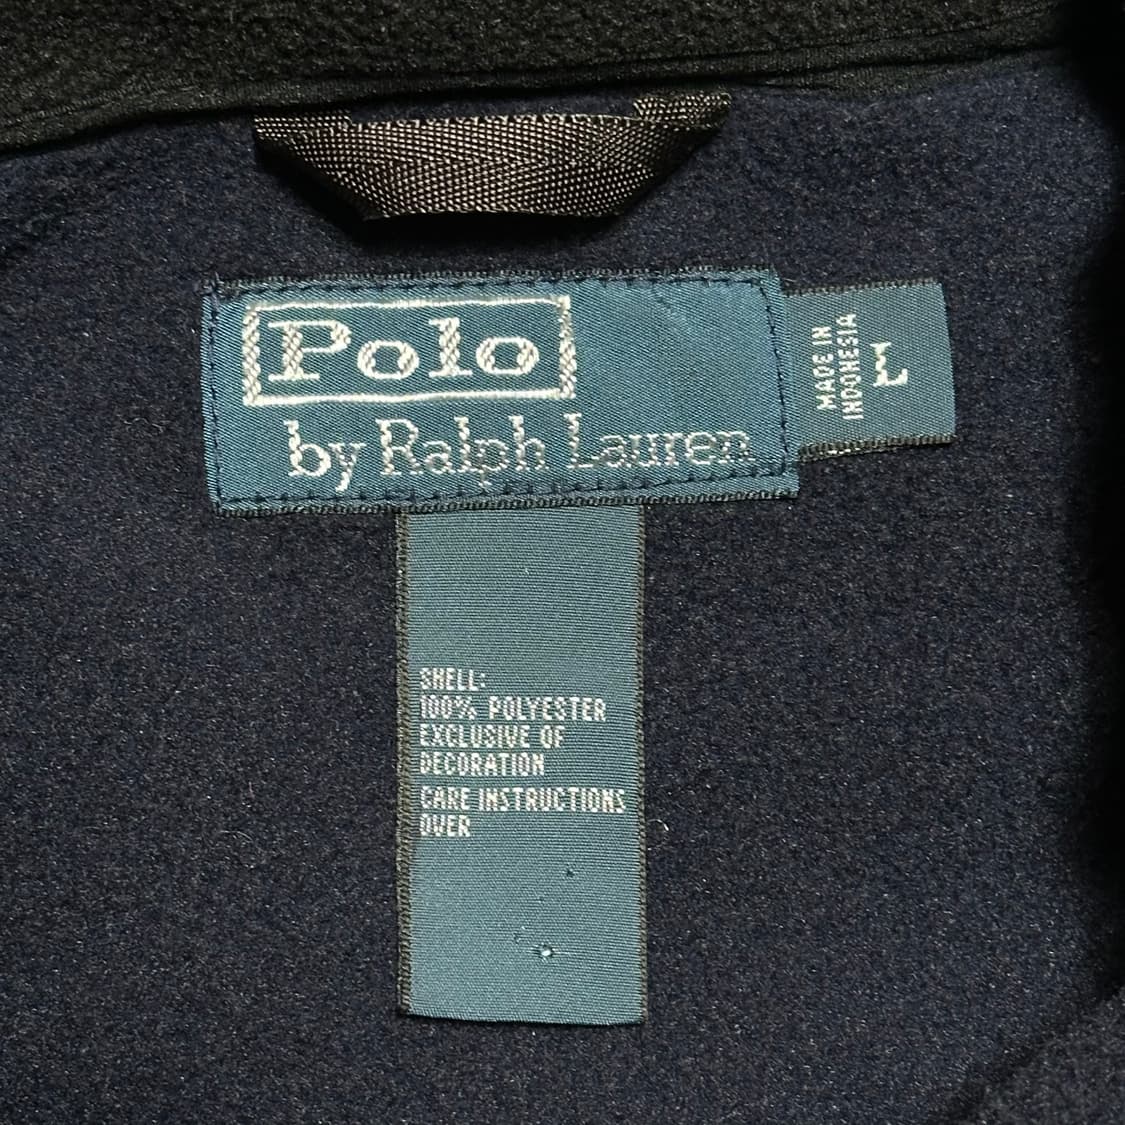 Polo
by Ralph Lauren
MADE IN
INDONESIA
L
SHELL:
100% POLYESTER
EXCLUSIVE OF
DECORATION
CARE INSTRUCTIONS
OVER